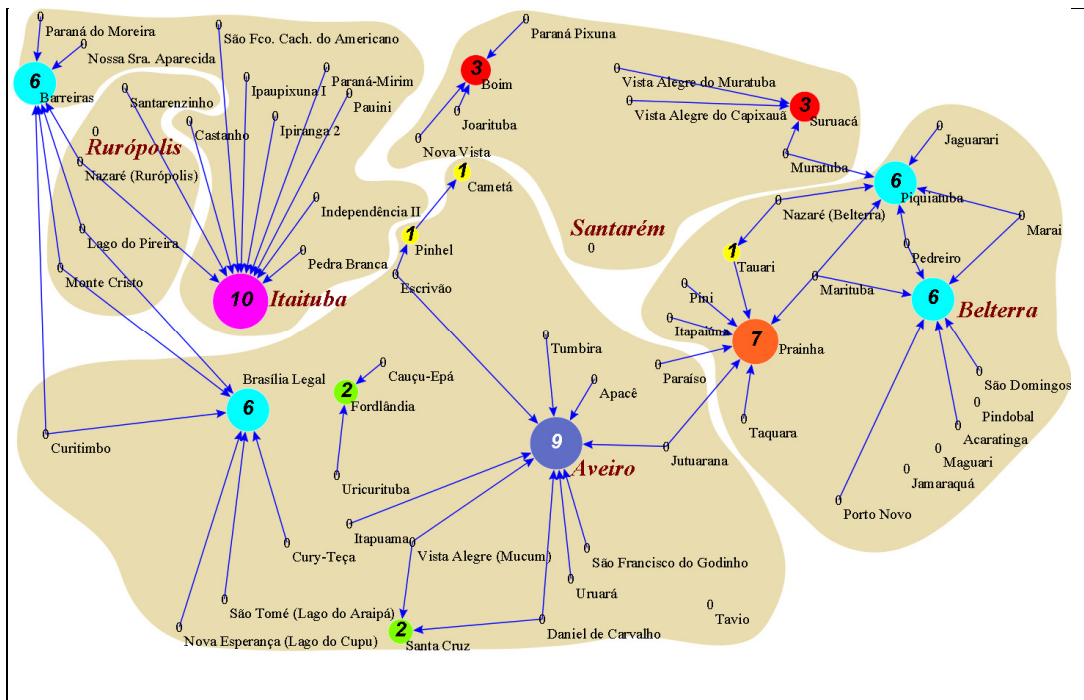 0
Paraná do Moreira
0
Nossa Sra. Aparecida
6
Barreiras
0
São Fco. Cach. do Americano
0
Santarenzinho
0
Ipaupixuna I
0
Paraná-Mirim
0
Pauini
0
Castanho
0
Ipiranga 2
0
Rurópolis
0
Nazaré (Rurópolis)
0
Lago do Pireira
0
Monte Cristo
0
Independência II
0
Pedra Branca
10
Itaituba
0
Paraná Pixuna
3
Boim
0
Joarituba
0
Nova Vista
1
Cametá
1
Pinhel
0
Escrivão
0
Vista Alegre do Muratuba
0
Vista Alegre do Capixauã
3
Suruacá
0
Muratuba
Santarém
0
0
Jaguarari
6
Piquiatuba
0
Nazaré (Belterra)
0
Marai
1
Tauari
0
Pedreiro
0
Marituba
6
Belterra
0
Pini
0
Itapaiúna
7
Prainha
0
Paraíso
0
São Domingos
0
Pindobal
0
Taquara
0
Acaratinga
0
Maguari
0
Jamaraquá
0
Porto Novo
0
Tumbira
0
Apacê
0
Cauçu-Epá
Brasília Legal
6
2
Fordlândia
0
Curitimbo
9
Aveiro
0
Jutuarana
0
Uricurituba
0
Itapuama
0
Cury-Teça
0
Vista Alegre (Mucum)
0
São Francisco do Godinho
0
Uruará
0
São Tomé (Lago do Araipá)
0
Nova Esperança (Lago do Cupu)
2
Santa Cruz
0
Daniel de Carvalho
0
Tavio